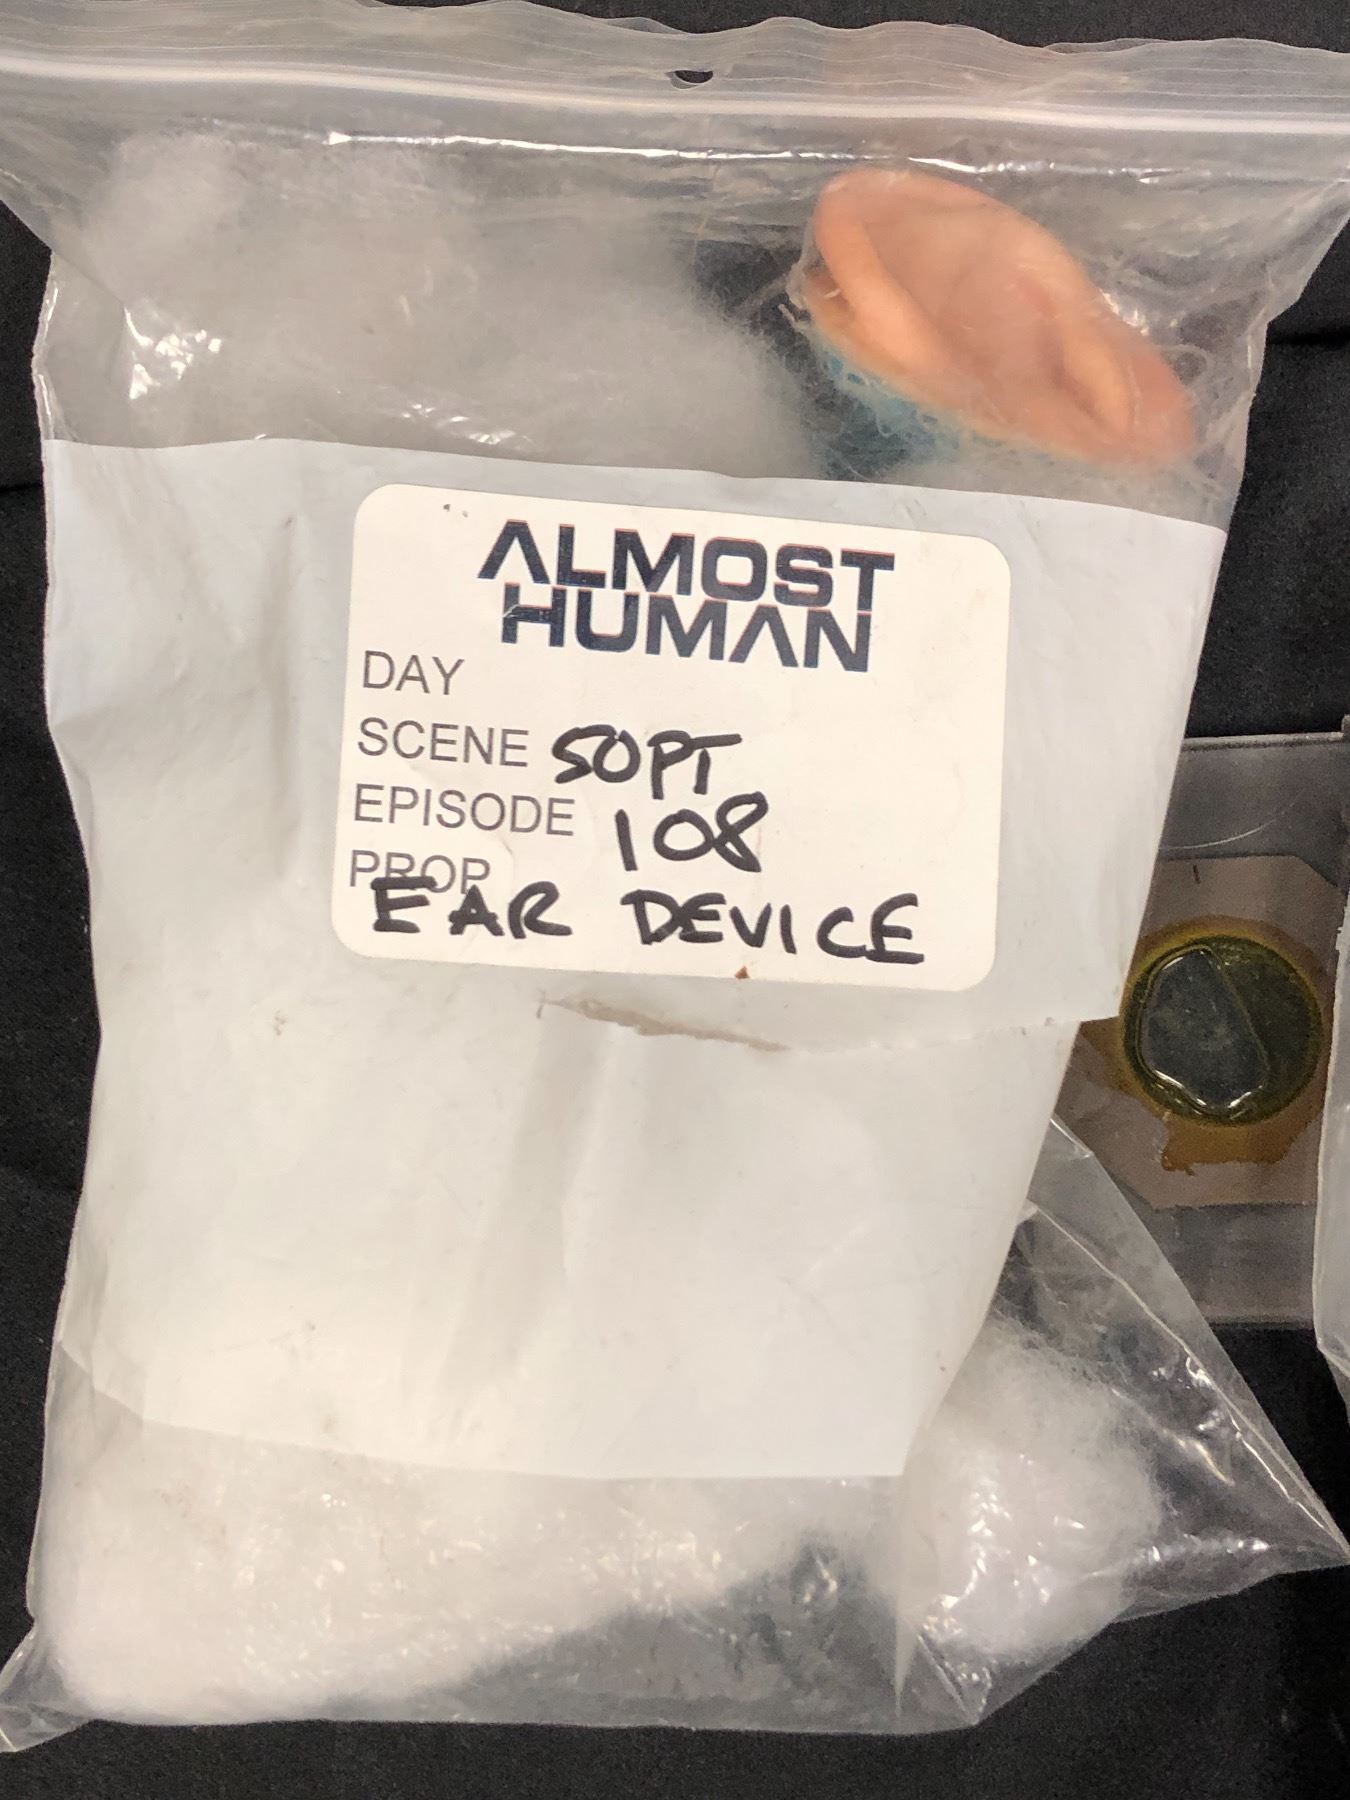 ALMOST
HUMAN
DAY
SCENE 50PT
EPISODE 108
PROP
EAR DEVICE